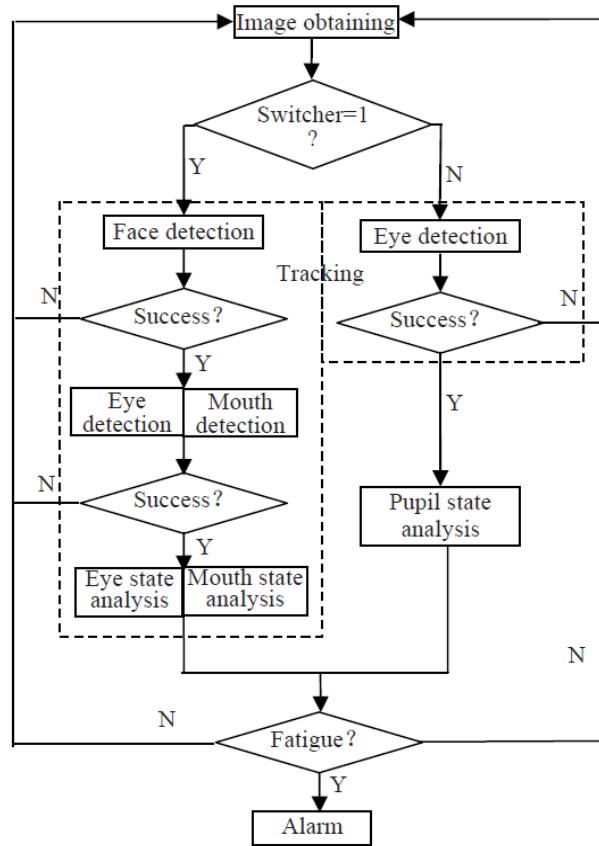 Image obtaining
Switcher=1
?
Y
N
Face detection
Eye detection
Tracking
N
Success?
Success?
N
Y
Y
Eye
detection
Mouth
detection
N
Success?
Pupil state
analysis
Y
Eye state
analysis
Mouth state
analysis
N
N
Fatigue?
Y
Alarm